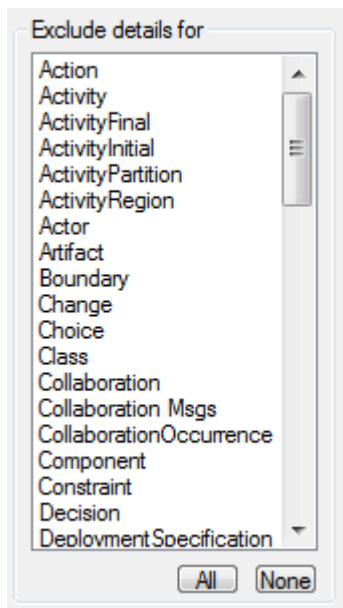 Exclude details for
Action
Activity
ActivityFinal
ActivityInitial
ActivityPartition
ActivityRegion
Actor
Artifact
Boundary
Change
Choice
Class
Collaboration
Collaboration Msgs
CollaborationOccurrence
Component
Constraint
Decision
DeploymentSpecification
All None